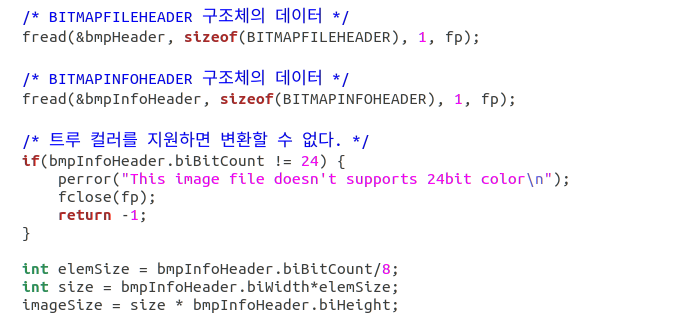 /* BITMAPFILEHEADER 구조체의 데이터 */
fread(&bmpHeader, sizeof(BITMAPFILEHEADER), 1, fp);
/* BITMAPINFOHEADER 구조체의 데이터 */
fread(&bmpInfoHeader, sizeof(BITMAPINFOHEADER), 1, fp);
/* 트루 컬러를 지원하면 변환할 수 없다. */
if(bmpInfoHeader.biBitCount != 24) {
    perror("This image file doesn't supports 24bit color\n");
    fclose(fp);
    return -1;
}
int elemSize = bmpInfoHeader.biBitCount/8;
int size = bmpInfoHeader.biWidth*elemSize;
imageSize = size * bmpInfoHeader.biHeight;